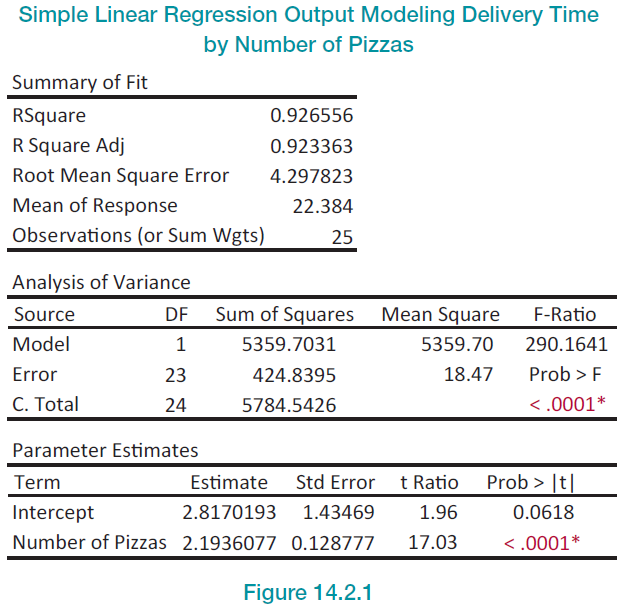 Simple Linear Regression Output Modeling Delivery Time
by Number of Pizzas
Summary of Fit
RSquare 0.926556
R Square Adj 0.923363
Root Mean Square Error 4.297823
Mean of Response 22.384
Observations (or Sum Wgts) 25
Analysis of Variance
Source DF Sum of Squares Mean Square F-Ratio
Model 1 5359.7031 5359.70 290.1641
Error 23 424.8395 18.47 Prob > F
C. Total 24 5784.5426 < .0001*
Parameter Estimates
Term Estimate Std Error t Ratio Prob > |t|
Intercept 2.8170193 1.43469 1.96 0.0618
Number of Pizzas 2.1936077 0.128777 17.03 < .0001*
Figure 14.2.1